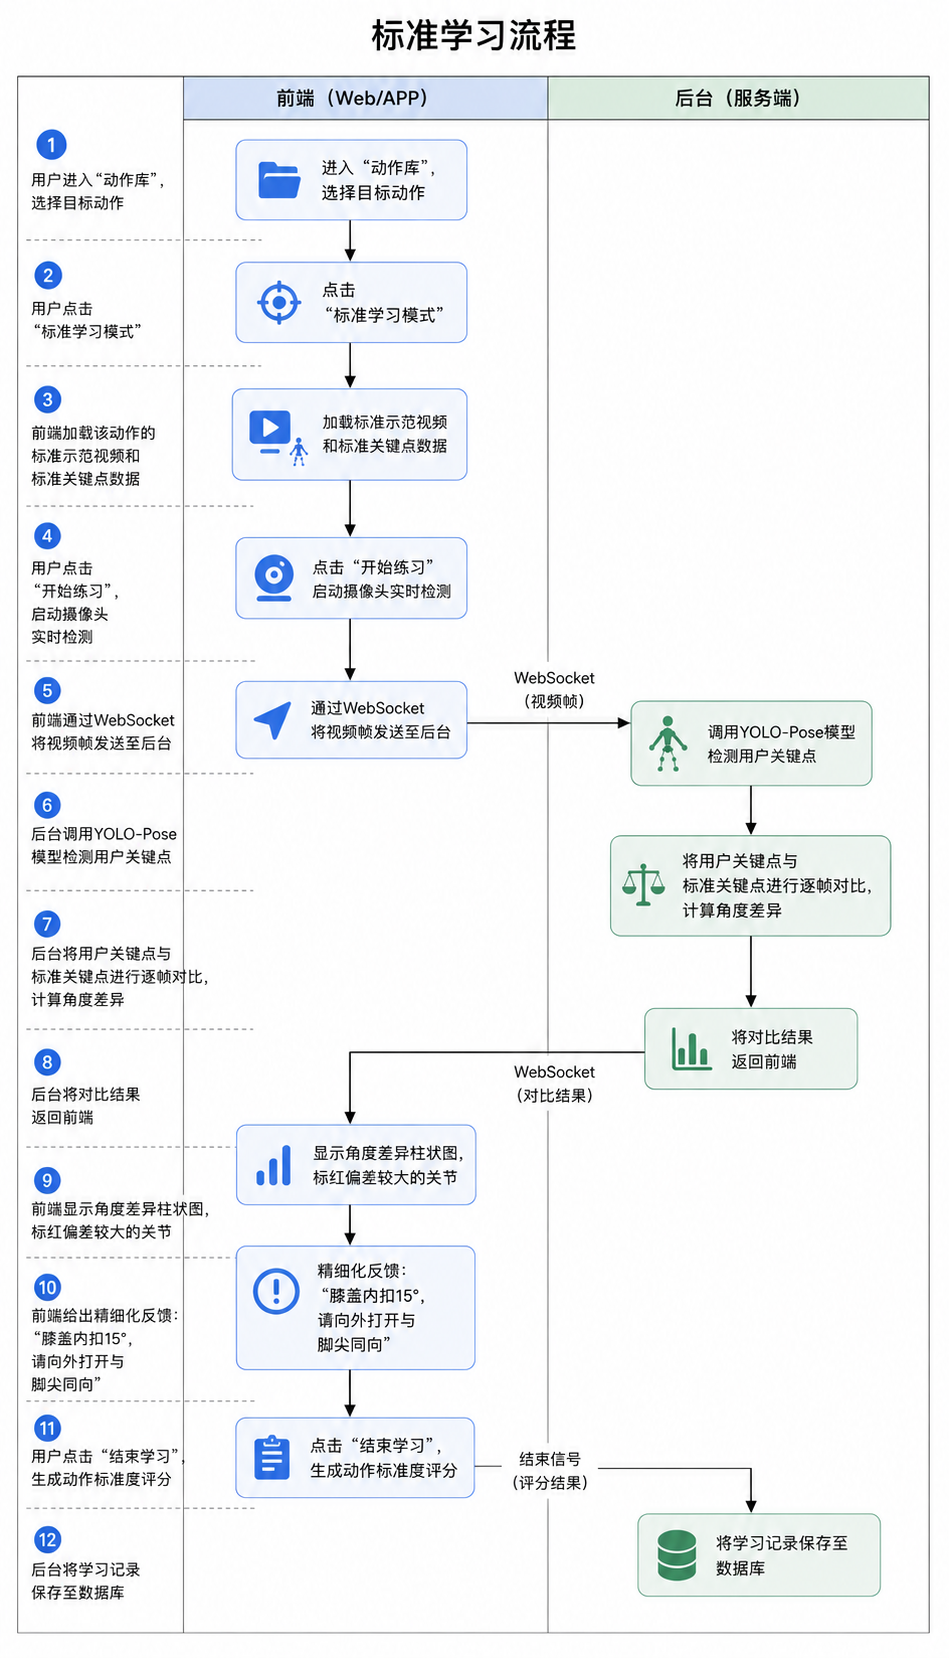 标准学习流程
前端（Web/APP）
后台（服务端）
1
用户进入“动作库”，
选择目标动作
进入“动作库”，
选择目标动作
2
用户点击
“标准学习模式”
点击
“标准学习模式”
3
前端加载该动作的
标准示范视频和
标准关键点数据
加载标准示范视频
和标准关键点数据
4
用户点击
“开始练习”，
启动摄像头
实时检测
点击“开始练习”
启动摄像头实时检测
5
前端通过WebSocket
将视频帧发送至后台
通过WebSocket
将视频帧发送至后台
WebSocket
（视频帧）
调用YOLO-Pose模型
检测用户关键点
6
后台调用YOLO-Pose
模型检测用户关键点
将用户关键点与
标准关键点进行逐帧对比，
计算角度差异
7
后台将用户关键点与
标准关键点进行逐帧对比，
计算角度差异
将对比结果
返回前端
8
后台将对比结果
返回前端
WebSocket
（对比结果）
显示角度差异柱状图，
标红偏差较大的关节
9
前端显示角度差异柱状图，
标红偏差较大的关节
精细化反馈：
“膝盖内扣15°，
请向外打开与
脚尖同向”
10
前端给出精细化反馈：
“膝盖内扣15°，
请向外打开与
脚尖同向”
11
用户点击“结束学习”，
生成动作标准度评分
点击“结束学习”，
生成动作标准度评分
结束信号
（评分结果）
将学习记录保存至
数据库
12
后台将学习记录
保存至数据库